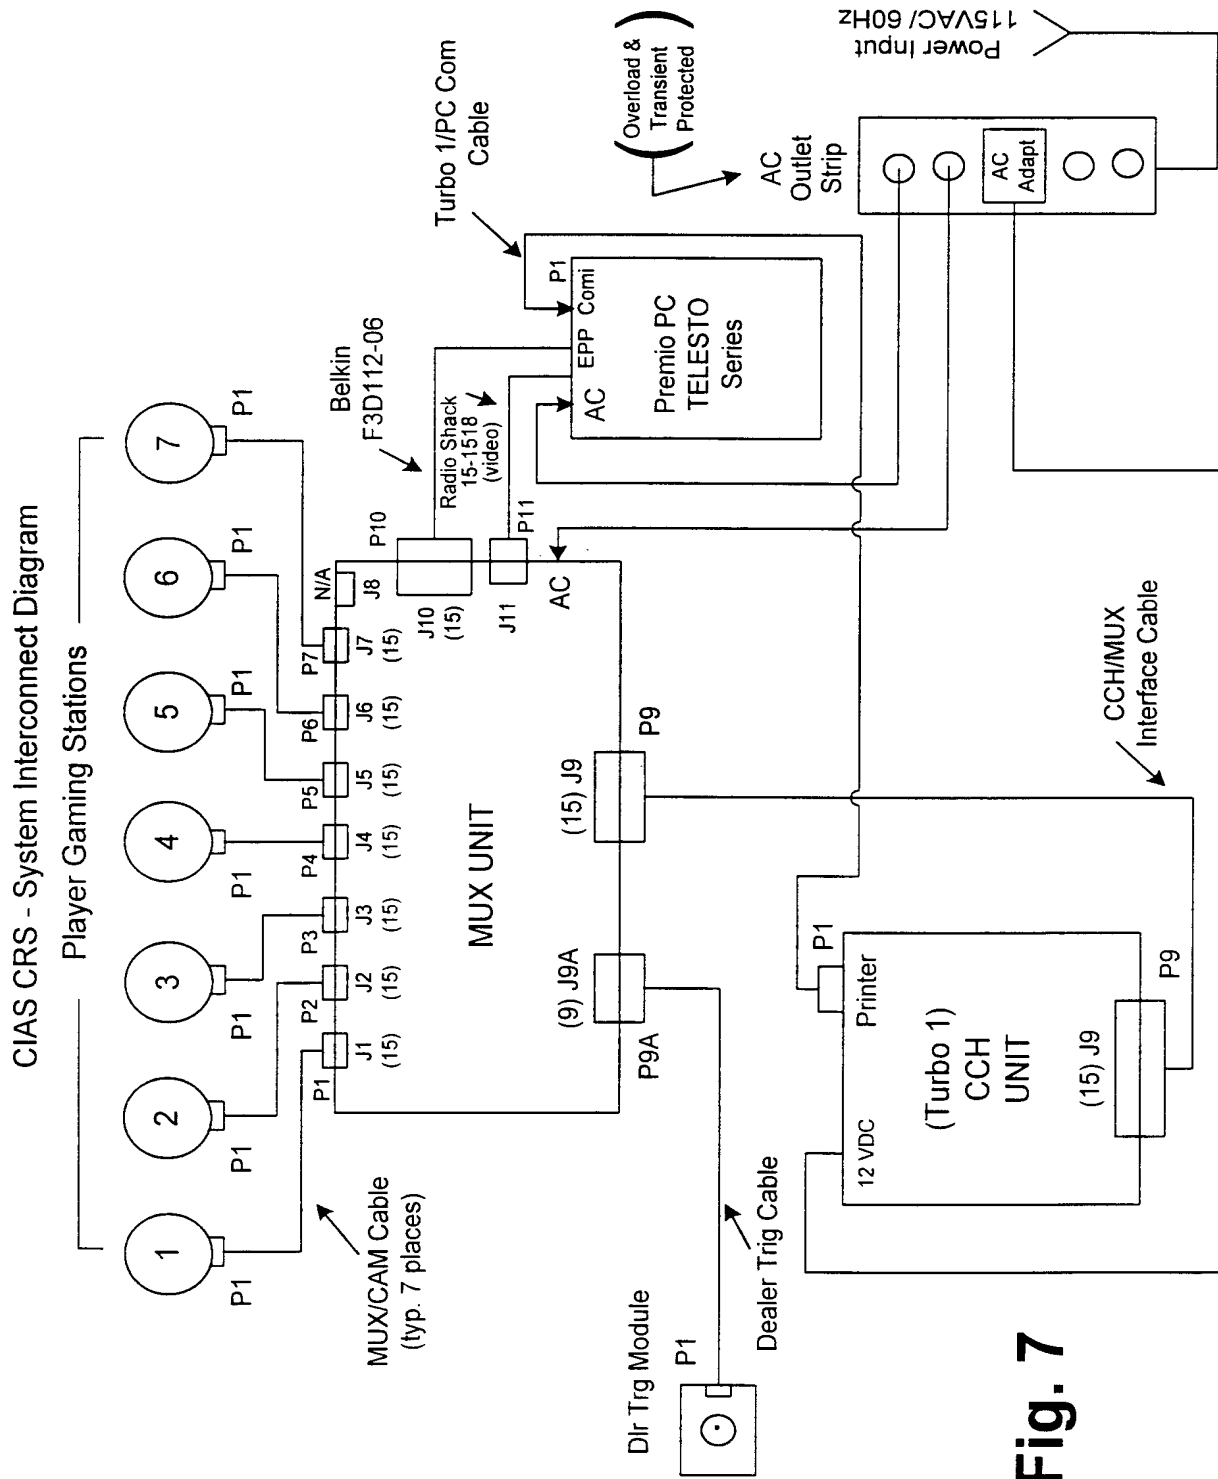 CIAS CRS - System Interconnect Diagram
Player Gaming Stations
1
2
3
4
5
6
7
P1
P1
P1
P1
P1
P1
P1
MUX/CAM Cable
(typ. 7 places)
P1
P2
P3
P4
P5
P6
P7
N/A
J1
(15)
J2
(15)
J3
(15)
J4
(15)
J5
(15)
J6
(15)
J7
(15)
J8
MUX UNIT
P10
J10
(15)
P11
J11
AC
(9) J9A
P9A
(15) J9
P9
Belkin
F3D112-06
Radio Shack
15-1518
(video)
Turbo 1/PC Com
Cable
AC
EPP
Comi
P1
Premio PC
TELESTO
Series
(Overload &
Transient
Protected)
AC
Outlet
Strip
AC
Adapt
Power Input
115VAC/ 60Hz
Dlr Trg Module
P1
Dealer Trig Cable
12 VDC
Printer
P1
(Turbo 1)
CCH
UNIT
(15) J9
P9
CCH/MUX
Interface Cable
Fig. 7